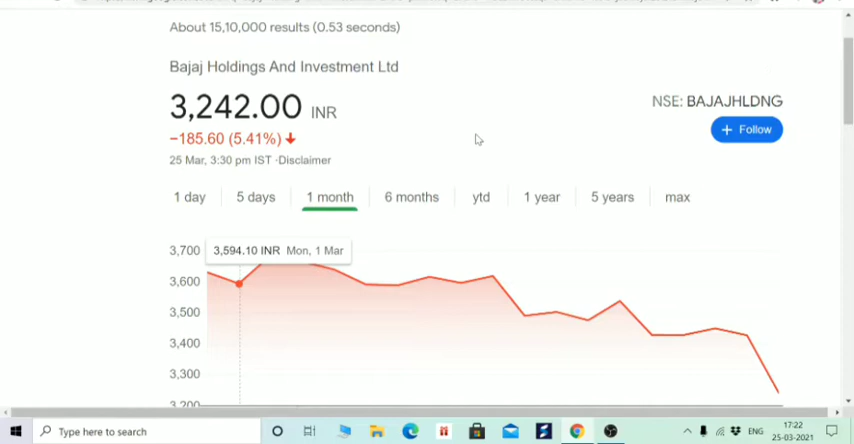 About 15,10,000 results (0.53 seconds)
Bajaj Holdings And Investment Ltd
3,242.00 INR
NSE: BAJAJHLDNG
−185.60 (5.41%)
+ Follow
25 Mar, 3:30 pm IST ·Disclaimer
1 day 5 days 1 month 6 months ytd 1 year 5 years max
3,700
3,594.10 INR Mon, 1 Mar
3,600
3,500
3,400
3,300
3,200
Type here to search
ENG
17:22
25-03-2021